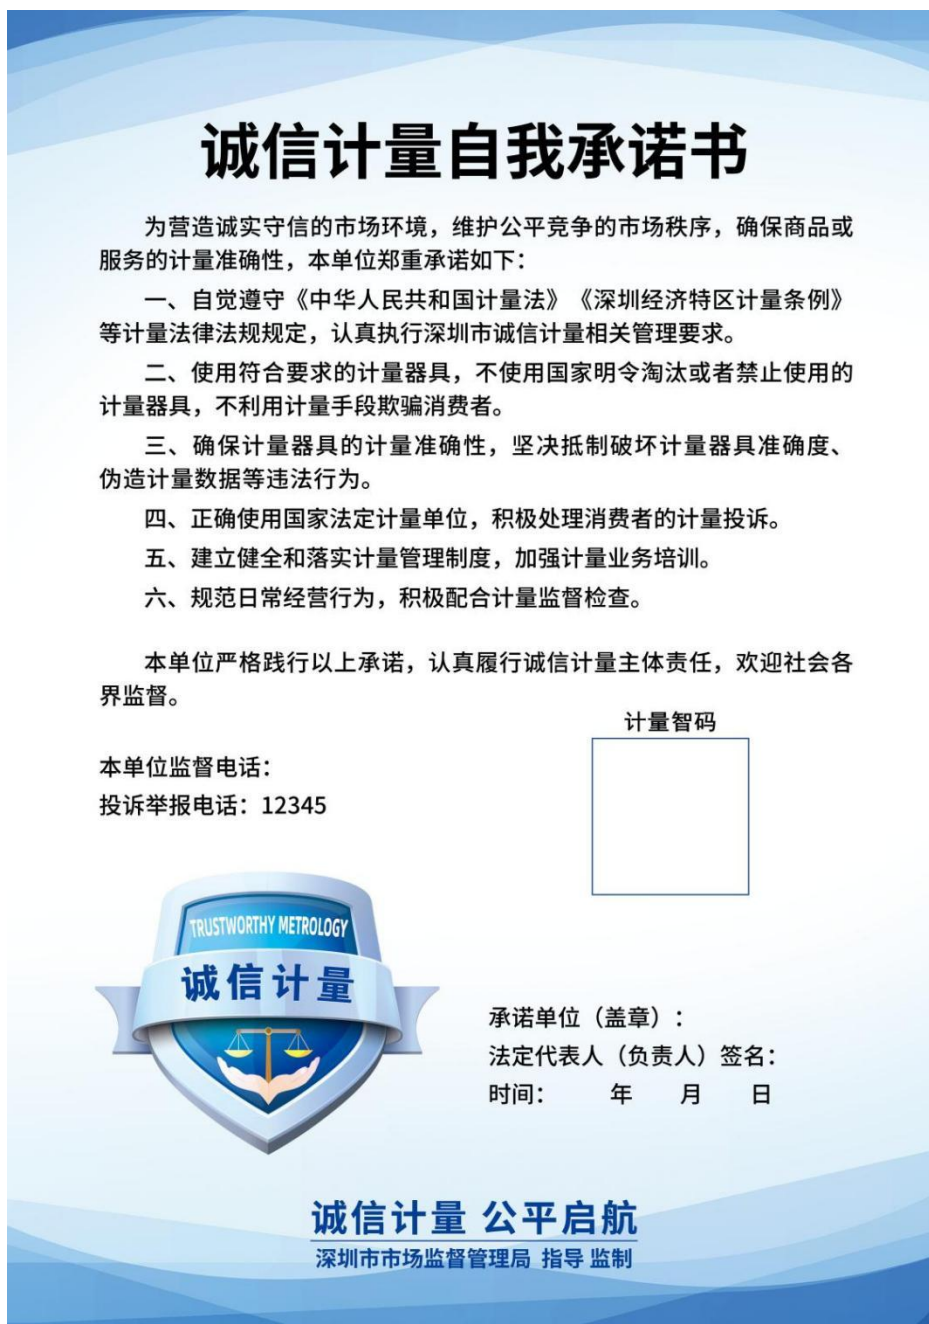 诚信计量自我承诺书
为营造诚实守信的市场环境，维护公平竞争的市场秩序，确保商品或
服务的计量准确性，本单位郑重承诺如下：
一、自觉遵守《中华人民共和国计量法》《深圳经济特区计量条例》
等计量法律法规规定，认真执行深圳市诚信计量相关管理要求。
二、使用符合要求的计量器具，不使用国家明令淘汰或者禁止使用的
计量器具，不利用计量手段欺骗消费者。
三、确保计量器具的计量准确性，坚决抵制破坏计量器具准确度、
伪造计量数据等违法行为。
四、正确使用国家法定计量单位，积极处理消费者的计量投诉。
五、建立健全和落实计量管理制度，加强计量业务培训。
六、规范日常经营行为，积极配合计量监督检查。
本单位严格践行以上承诺，认真履行诚信计量主体责任，欢迎社会各
界监督。
计量智码
本单位监督电话：
投诉举报电话：12345
TRUSTWORTHY METROLOGY
诚信计量
承诺单位（盖章）：
法定代表人（负责人）签名：
时间： 年 月 日
诚信计量 公平启航
深圳市市场监督管理局 指导 监制